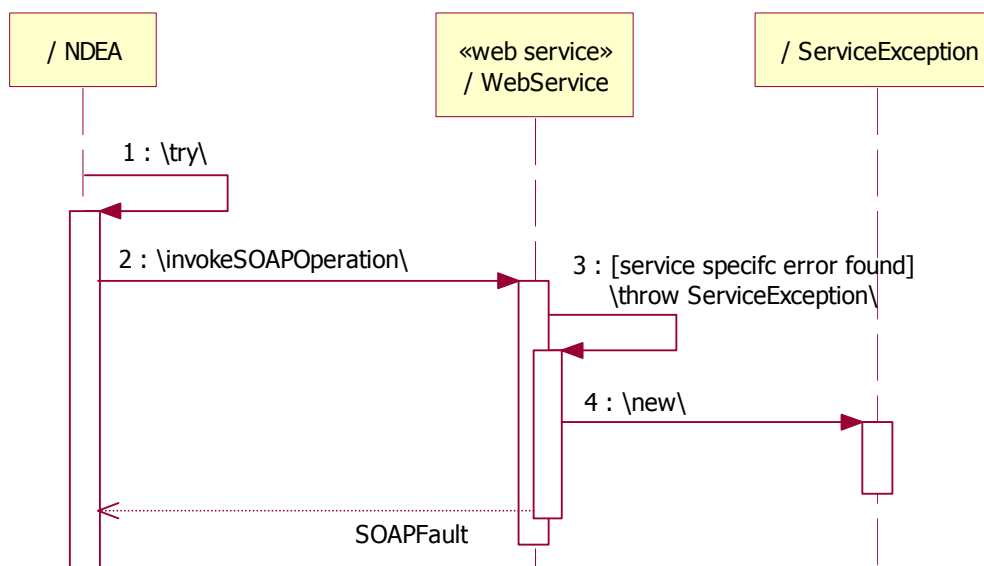 / NDEA
«web service»
/ WebService
/ ServiceException
1 : \try\
2 : \invokeSOAPOperation\
3 : [service specifc error found]
\throw ServiceException\
4 : \new\
SOAPFault